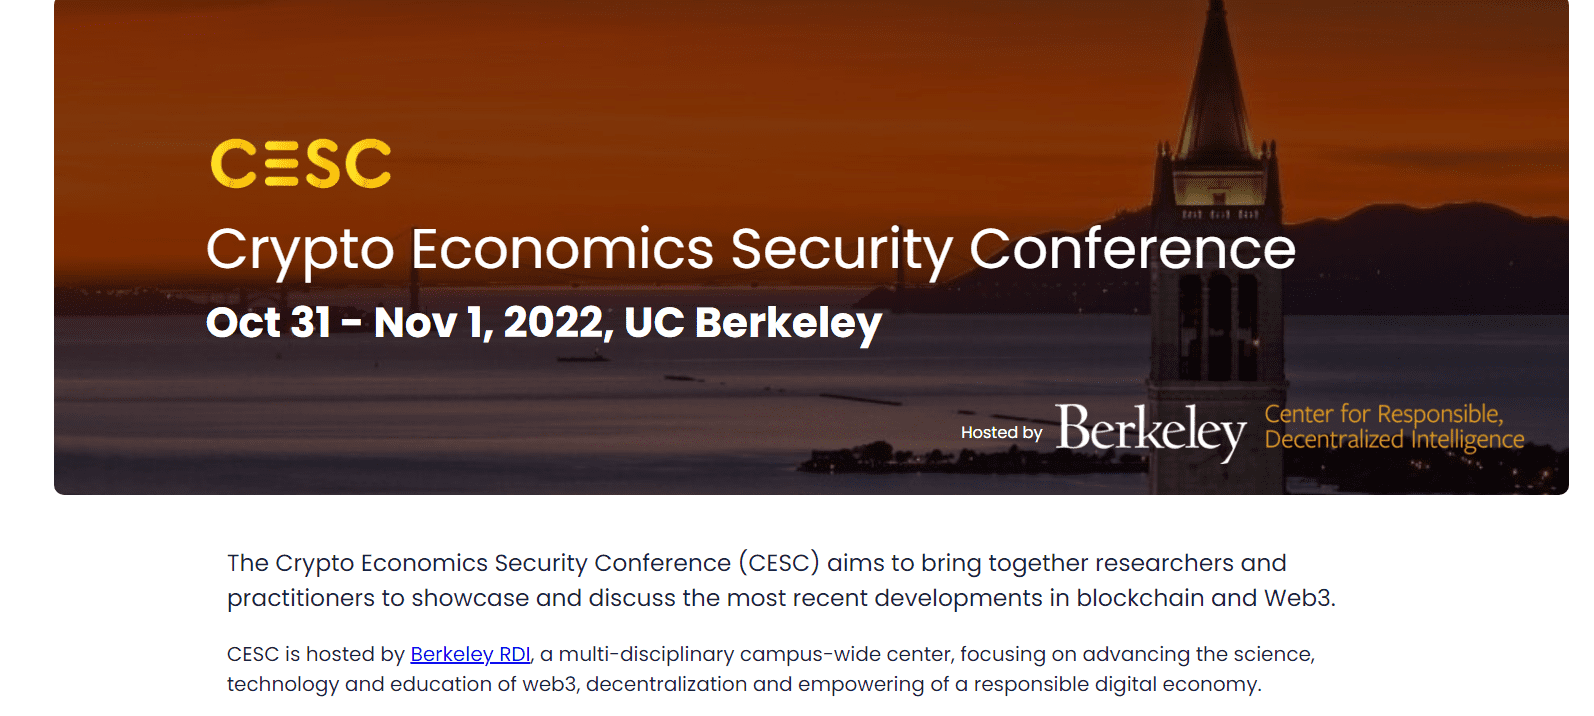 CESC
Crypto Economics Security Conference
Oct 31 - Nov 1, 2022, UC Berkeley
Hosted by Berkeley Center for Responsible,
Decentralized Intelligence
The Crypto Economics Security Conference (CESC) aims to bring together researchers and
practitioners to showcase and discuss the most recent developments in blockchain and Web3.
CESC is hosted by Berkeley RDI, a multi-disciplinary campus-wide center, focusing on advancing the science,
technology and education of web3, decentralization and empowering of a responsible digital economy.